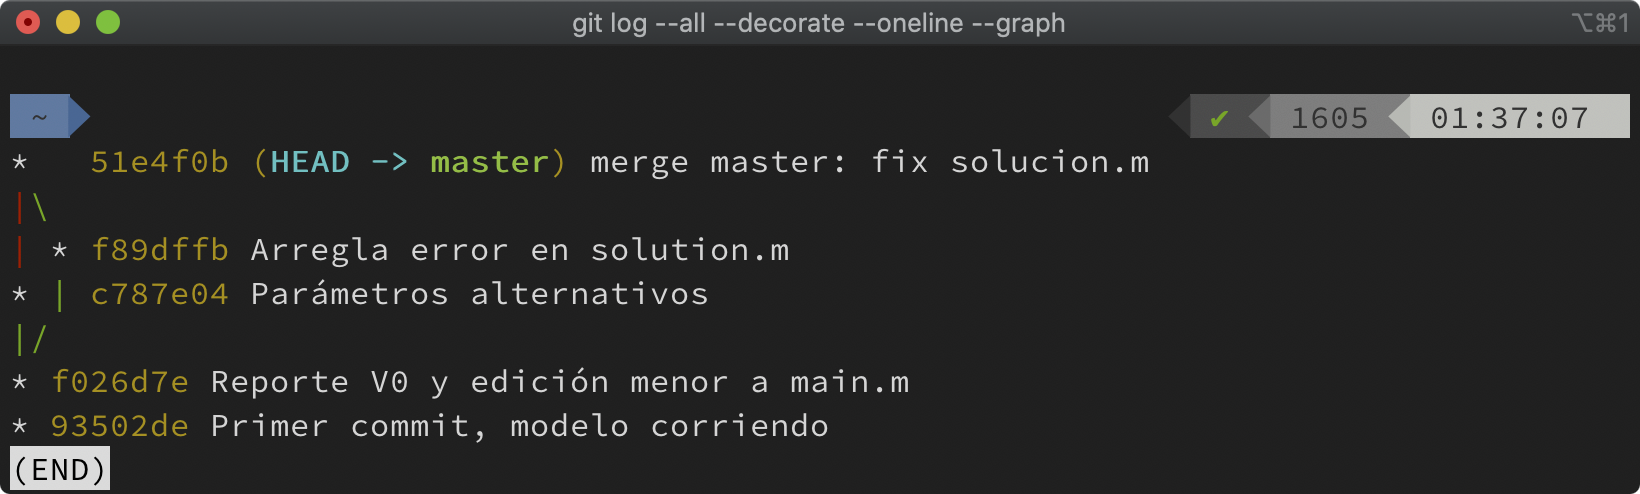 git log --all --decorate --oneline --graph ⌥⌘1
~ ✔ 1605 01:37:07
*   51e4f0b (HEAD -> master) merge master: fix solucion.m
|\
| * f89dffb Arregla error en solution.m
* | c787e04 Parámetros alternativos
|/
* f026d7e Reporte V0 y edición menor a main.m
* 93502de Primer commit, modelo corriendo
(END)